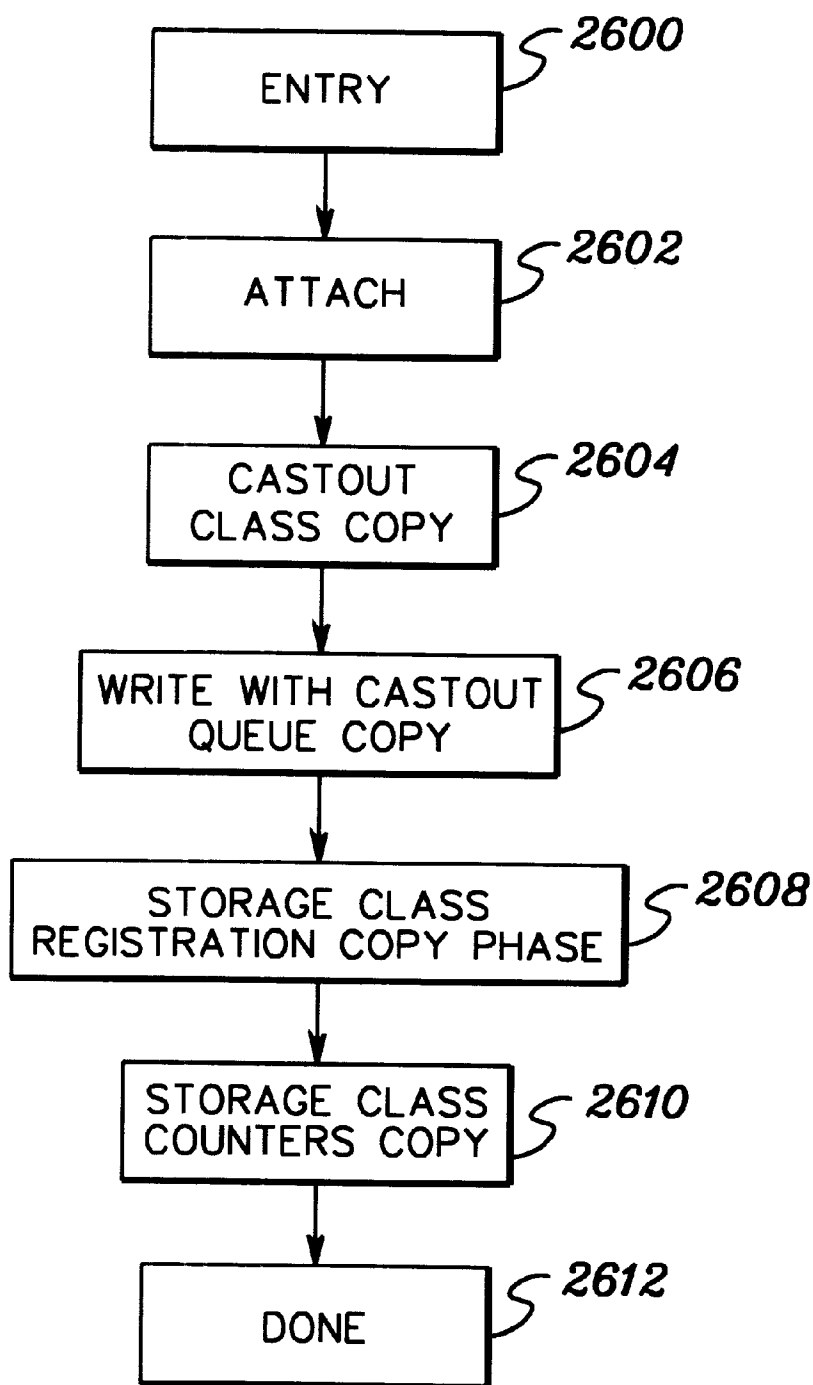 2600
ENTRY
2602
ATTACH
2604
CASTOUT
CLASS COPY
2606
WRITE WITH CASTOUT
QUEUE COPY
2608
STORAGE CLASS
REGISTRATION COPY PHASE
2610
STORAGE CLASS
COUNTERS COPY
2612
DONE